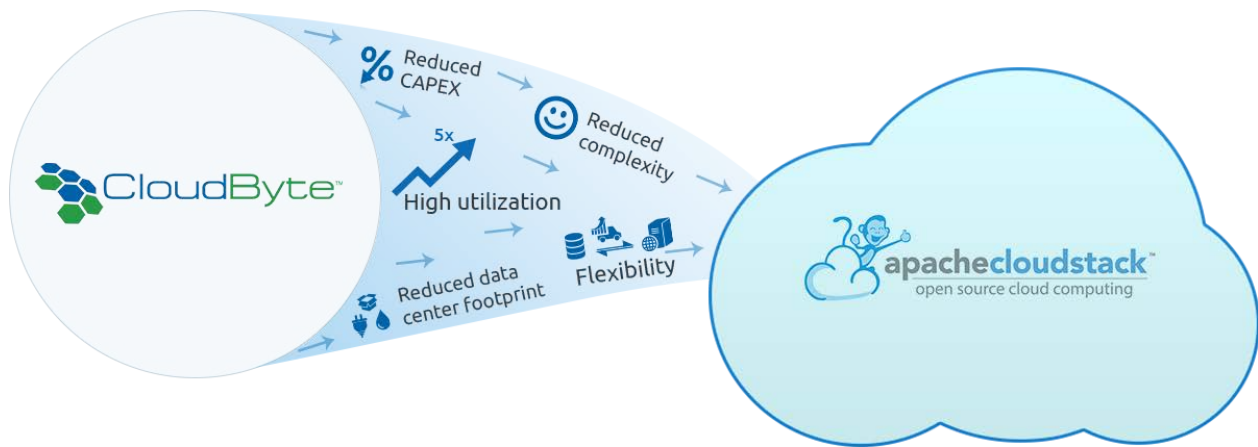 CloudByte™
%
Reduced
CAPEX
Reduced
complexity
5x
High utilization
Flexibility
Reduced data
center footprint
apachecloudstack™
open source cloud computing